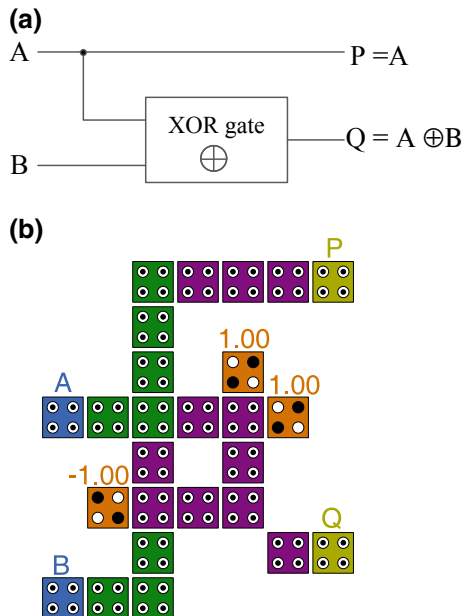 (a)
A
P =A
XOR gate
⊕
B
Q = A ⊕B
(b)
P
1.00
A
1.00
-1.00
Q
B